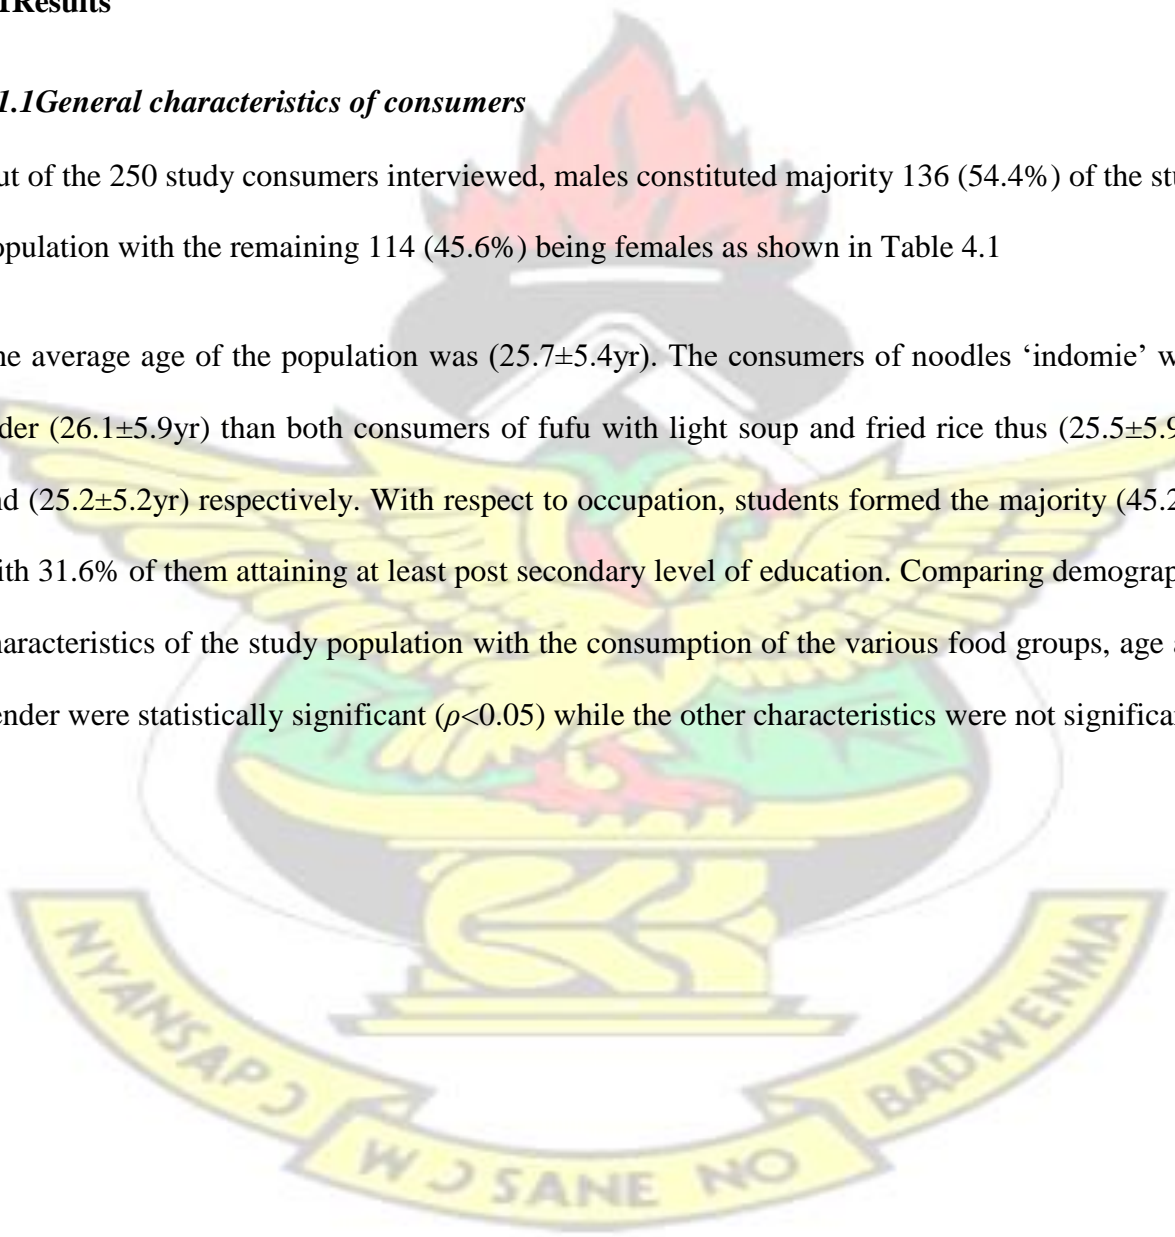 1Results
1.1General characteristics of consumers
ut of the 250 study consumers interviewed, males constituted majority 136 (54.4%) of the stu
opulation with the remaining 114 (45.6%) being females as shown in Table 4.1
he average age of the population was (25.7±5.4yr). The consumers of noodles ‘indomie’ w
der (26.1±5.9yr) than both consumers of fufu with light soup and fried rice thus (25.5±5.9
nd (25.2±5.2yr) respectively. With respect to occupation, students formed the majority (45.2
ith 31.6% of them attaining at least post secondary level of education. Comparing demograp
haracteristics of the study population with the consumption of the various food groups, age a
ender were statistically significant (ρ<0.05) while the other characteristics were not significa
NYANSAPƆ
WƆSANE NO
BADWENMA